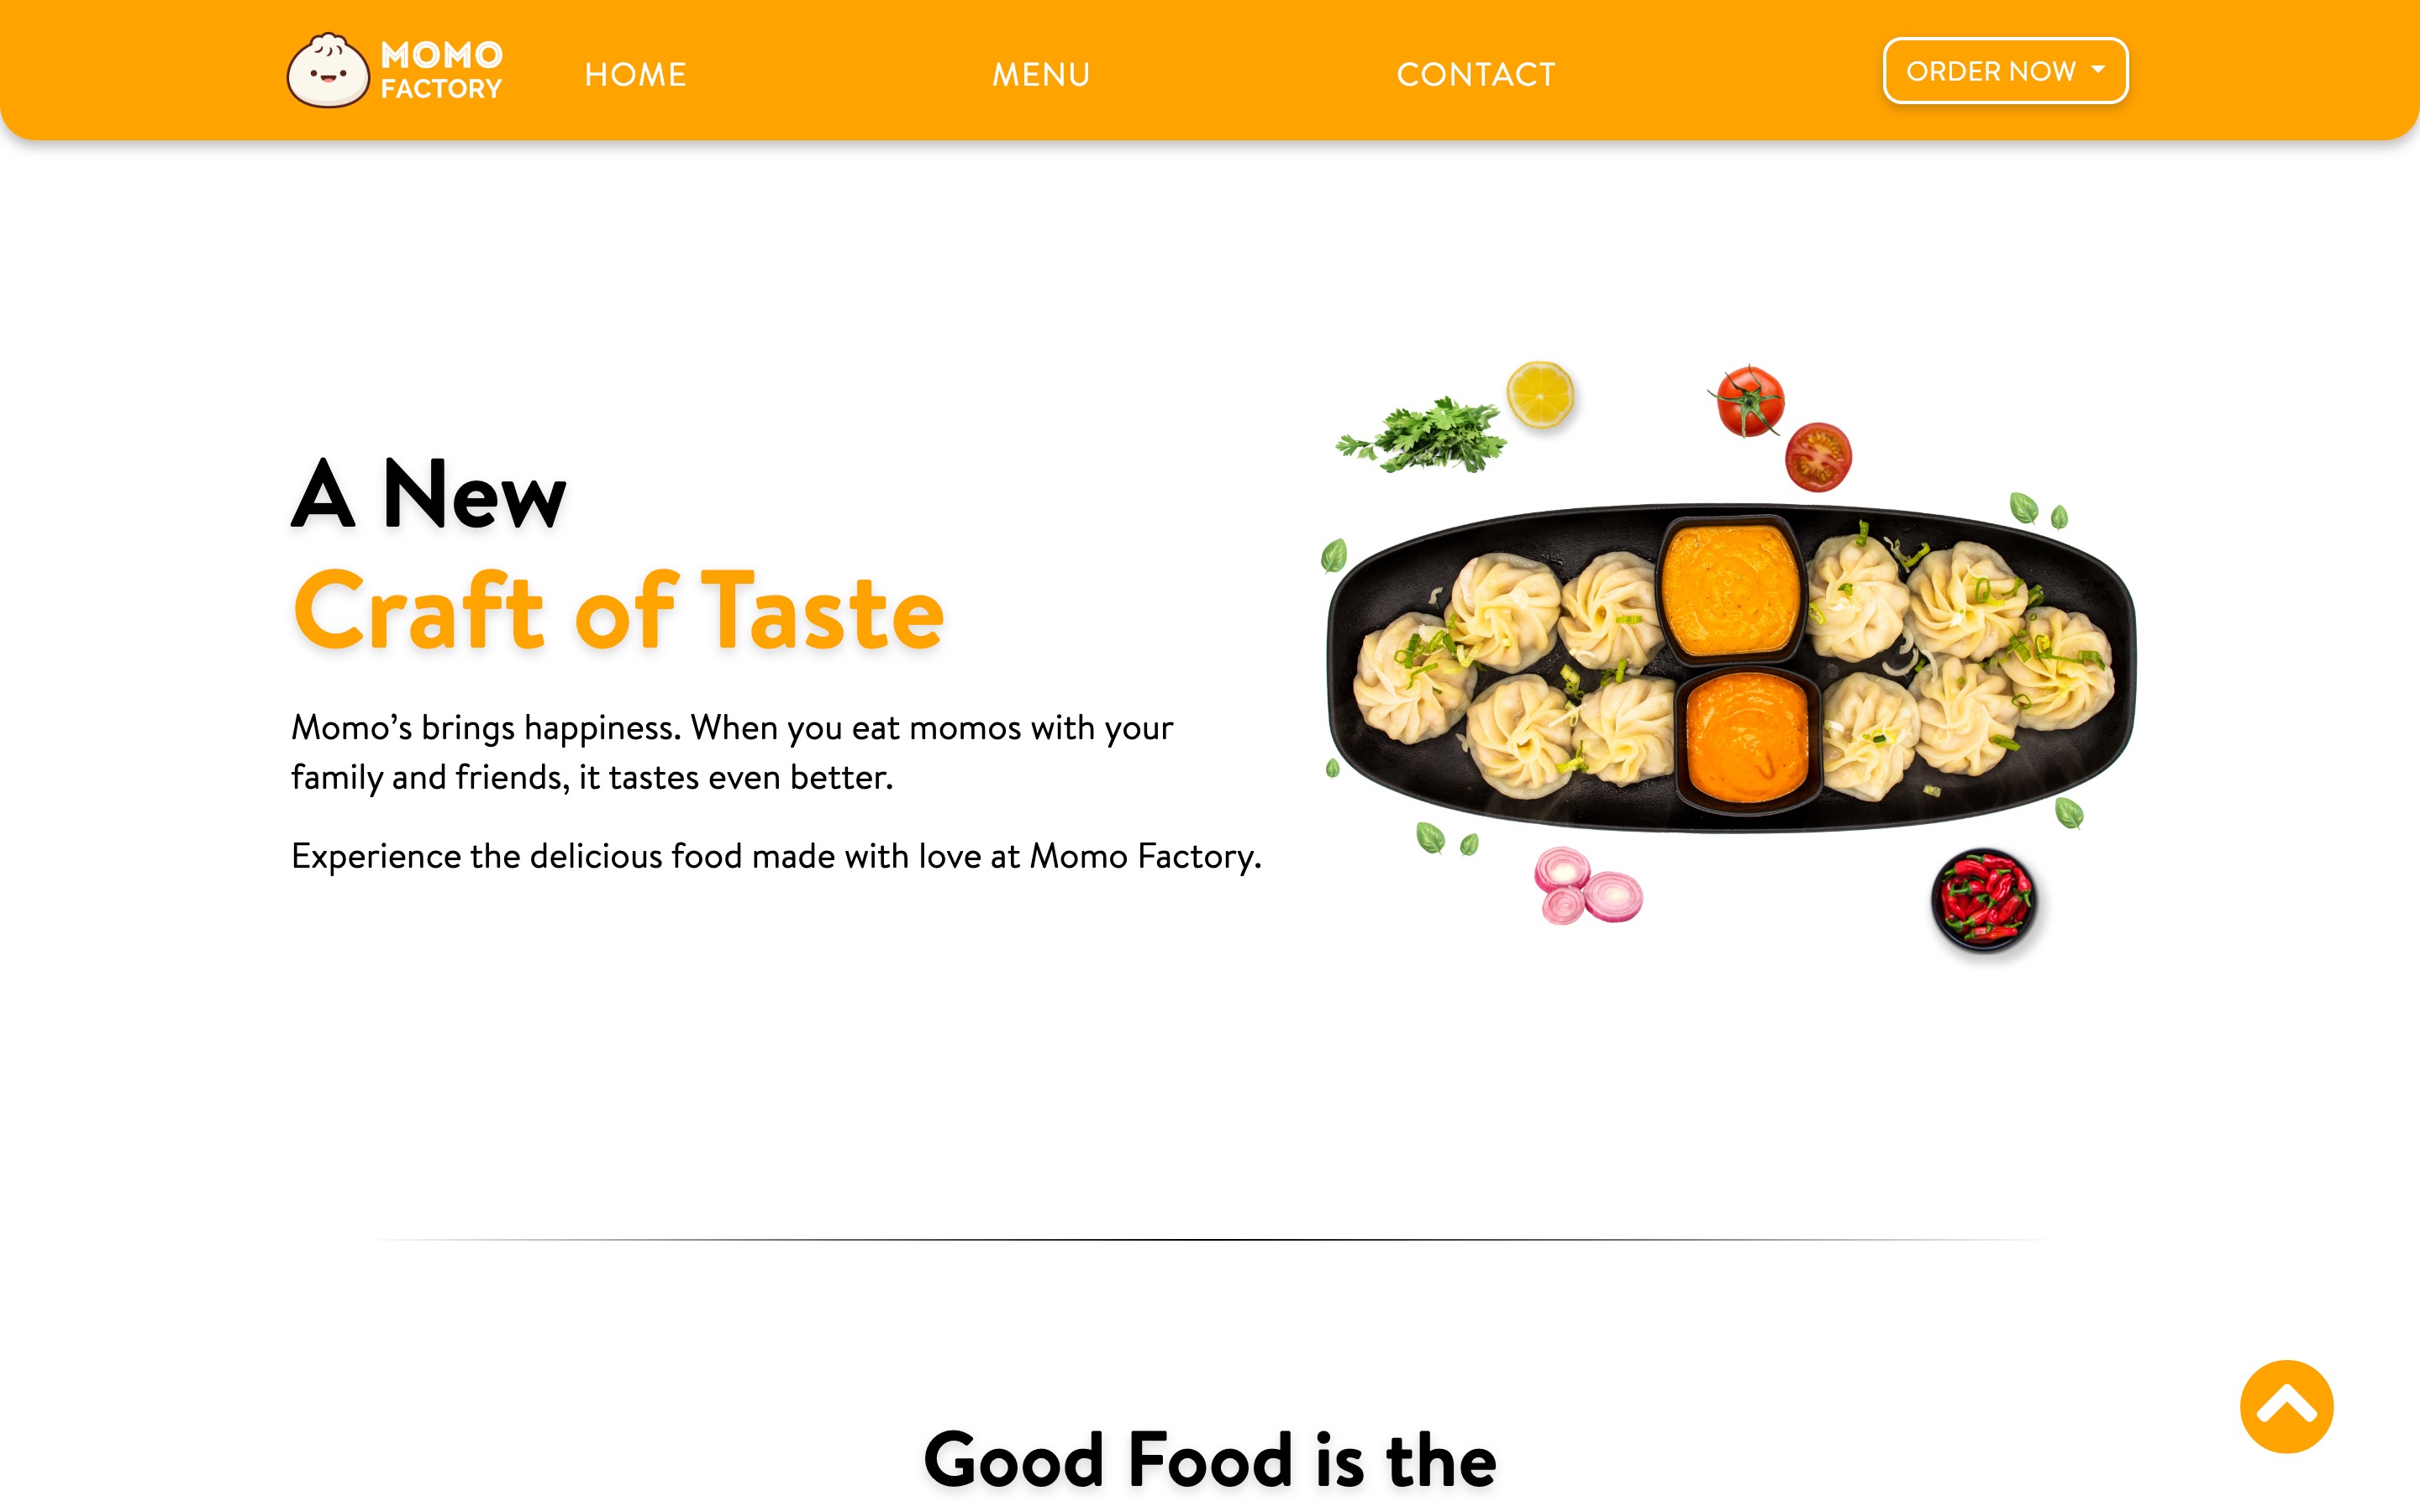 MOMO
FACTORY
HOME
MENU
CONTACT
ORDER NOW
A New
Craft of Taste
Momo’s brings happiness. When you eat momos with your
family and friends, it tastes even better.
Experience the delicious food made with love at Momo Factory.
Good Food is the